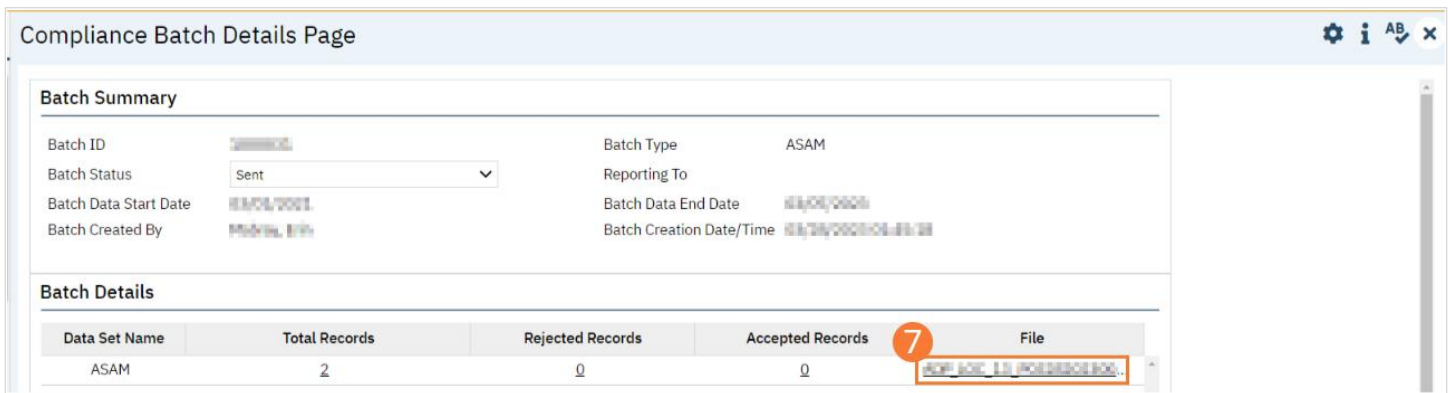 Compliance Batch Details Page
AB
Batch Summary
Batch ID Batch Type ASAM
Batch Status Sent Reporting To
Batch Data Start Date Batch Data End Date
Batch Created By Batch Creation Date/Time
Batch Details
Data Set Name Total Records Rejected Records Accepted Records 7 File
ASAM 2 0 0